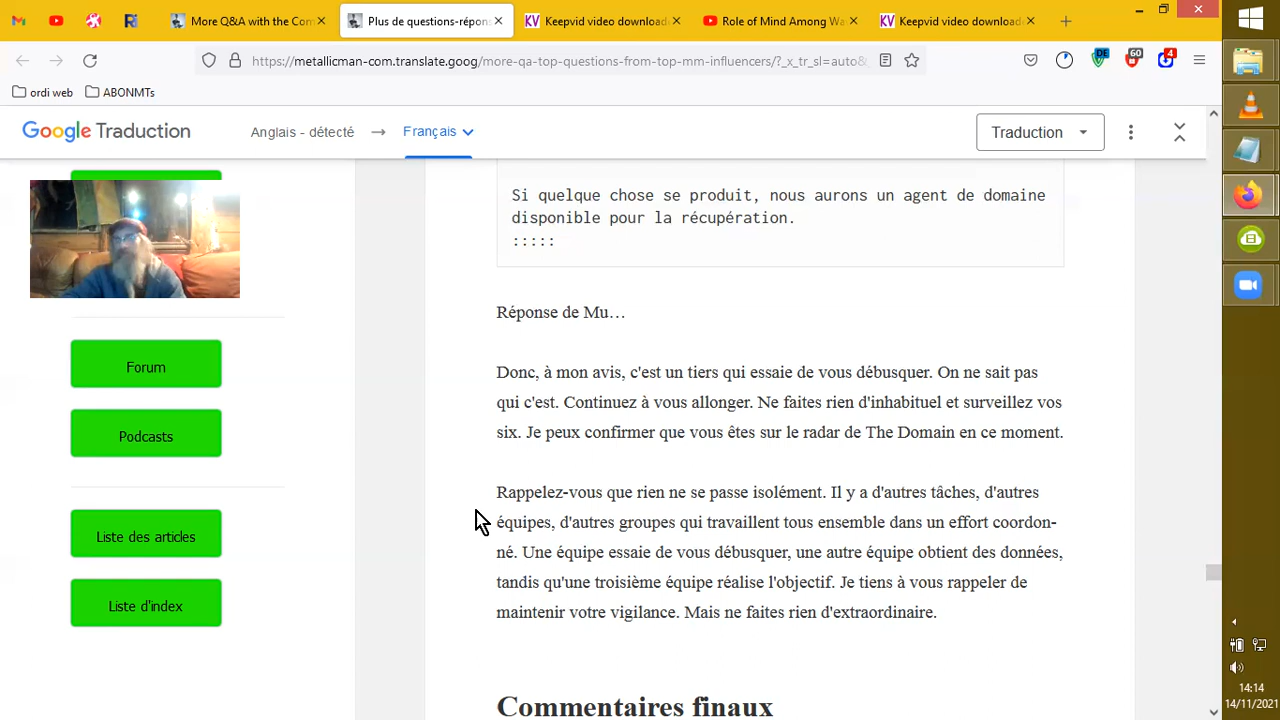 More Q&A with the Com
Plus de questions-répons
Keepvid video download
Role of Mind Among Wa
Keepvid video download
https://metallicman-com.translate.goog/more-qa-with-questions-from-top-mm-influencers/?_x_tr_sl=auto&
DE
60
4
ordi web
ABONMTs
Google Traduction
Anglais - détecté
Français
Traduction
Si quelque chose se produit, nous aurons un agent de domaine
disponible pour la récupération.
:::::
Réponse de Mu…
Donc, à mon avis, c'est un tiers qui essaie de vous débusquer. On ne sait pas
qui c'est. Continuez à vous allonger. Ne faites rien d'inhabituel et surveillez vos
six. Je peux confirmer que vous êtes sur le radar de The Domain en ce moment.
Rappelez-vous que rien ne se passe isolément. Il y a d'autres tâches, d'autres
équipes, d'autres groupes qui travaillent tous ensemble dans un effort coordon-
né. Une équipe essaie de vous débusquer, une autre équipe obtient des données,
tandis qu'une troisième équipe réalise l'objectif. Je tiens à vous rappeler de
maintenir votre vigilance. Mais ne faites rien d'extraordinaire.
Commentaires finaux
Forum
Podcasts
Liste des articles
Liste d'index
14:14
14/11/2021